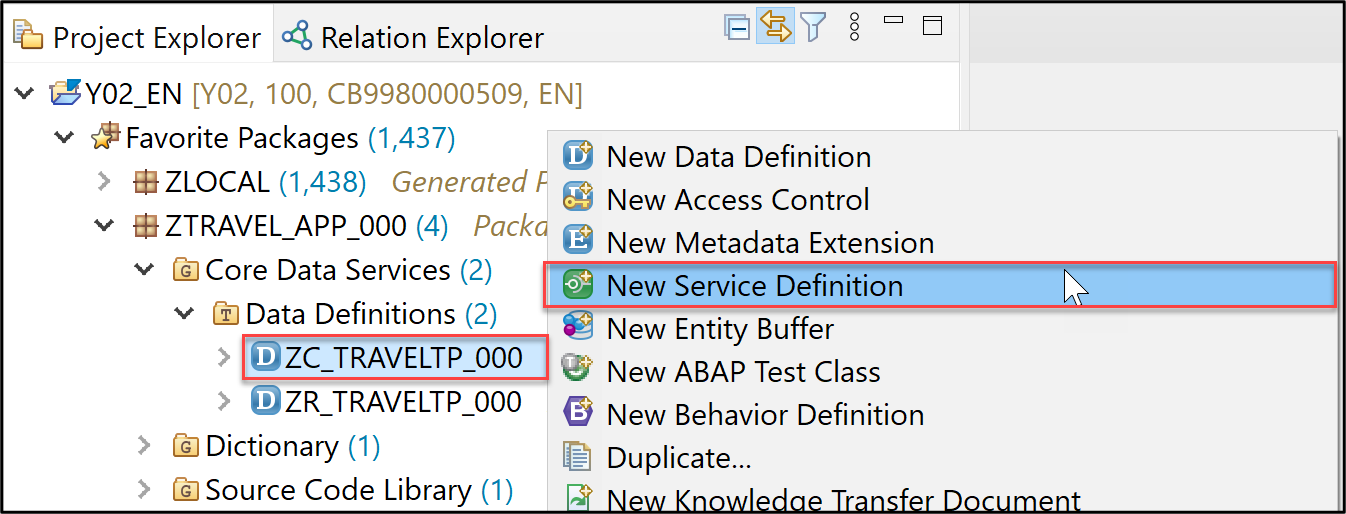 Project Explorer Relation Explorer
Y02_EN [Y02, 100, CB9980000509, EN]
Favorite Packages (1,437)
ZLOCAL (1,438) Generated P
ZTRAVEL_APP_000 (4) Packa
Core Data Services (2)
Data Definitions (2)
ZC_TRAVELTP_000
ZR_TRAVELTP_000
Dictionary (1)
Source Code Library (1)
New Data Definition
New Access Control
New Metadata Extension
New Service Definition
New Entity Buffer
New ABAP Test Class
New Behavior Definition
Duplicate...
New Knowledge Transfer Document